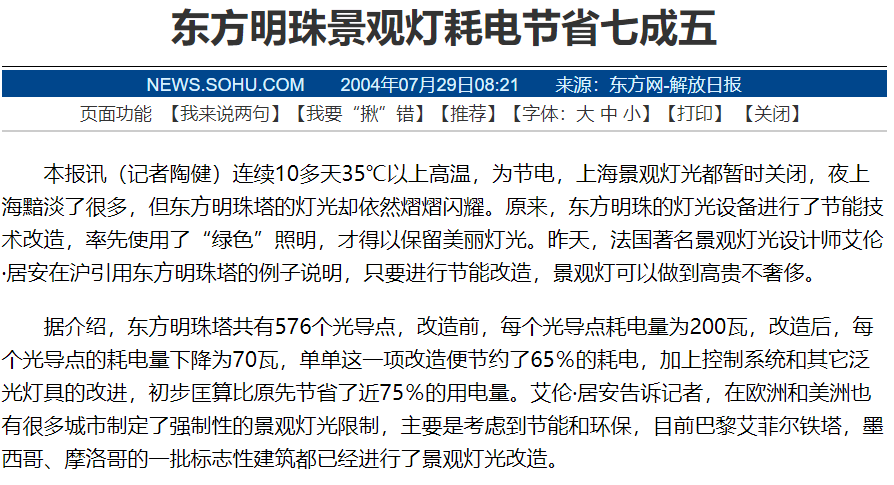 东方明珠景观灯耗电节省七成五
NEWS.SOHU.COM 2004年07月29日08:21 来源：东方网-解放日报
页面功能 【我来说两句】【我要“揪”错】【推荐】【字体：大 中 小】【打印】 【关闭】
本报讯（记者陶健）连续10多天35℃以上高温，为节电，上海景观灯光都暂时关闭，夜上
海黯淡了很多，但东方明珠塔的灯光却依然熠熠闪耀。原来，东方明珠的灯光设备进行了节能技
术改造，率先使用了“绿色”照明，才得以保留美丽灯光。昨天，法国著名景观灯光设计师艾伦
·居安在沪引用东方明珠塔的例子说明，只要进行节能改造，景观灯可以做到高贵不奢侈。
据介绍，东方明珠塔共有576个光导点，改造前，每个光导点耗电量为200瓦，改造后，每
个光导点的耗电量下降为70瓦，单单这一项改造便节约了65％的耗电，加上控制系统和其它泛
光灯具的改进，初步匡算比原先节省了近75％的用电量。艾伦·居安告诉记者，在欧洲和美洲也
有很多城市制定了强制性的景观灯光限制，主要是考虑到节能和环保，目前巴黎艾菲尔铁塔，墨
西哥、摩洛哥的一批标志性建筑都已经进行了景观灯光改造。